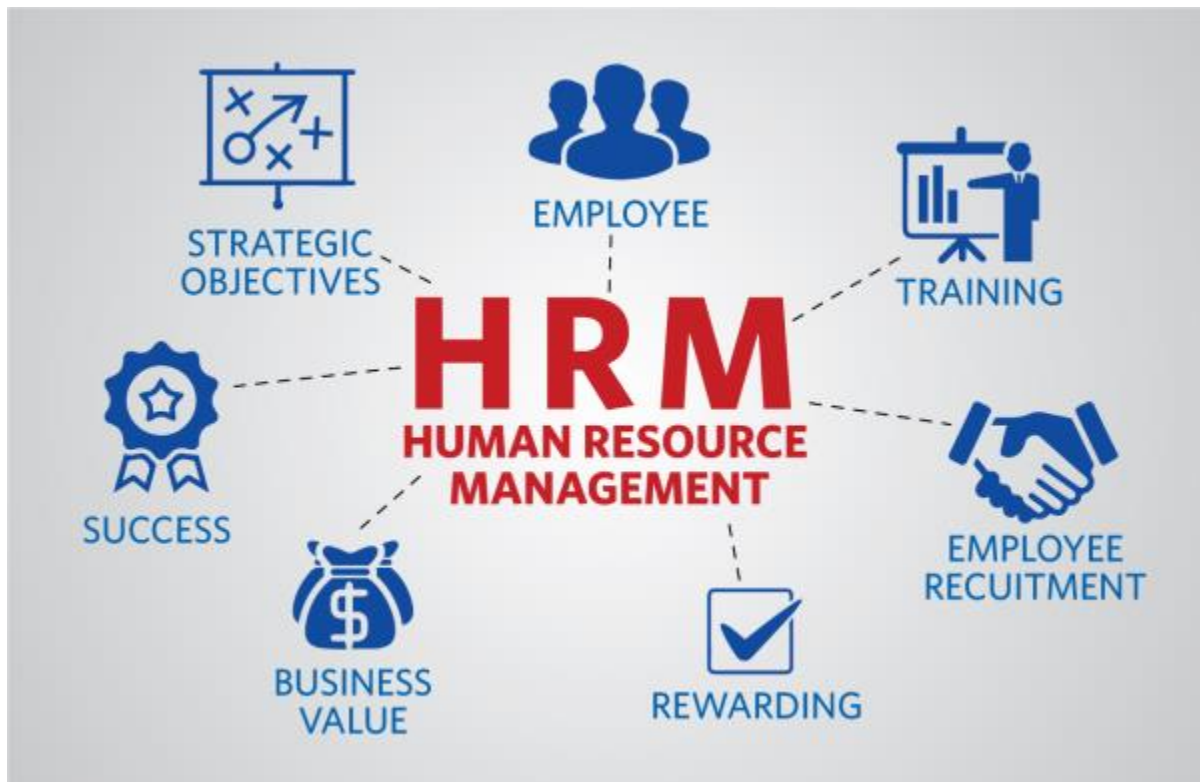 EMPLOYEE
STRATEGIC
OBJECTIVES
TRAINING
HRM
HUMAN RESOURCE
MANAGEMENT
SUCCESS
EMPLOYEE
RECUITMENT
$
BUSINESS
VALUE
REWARDING